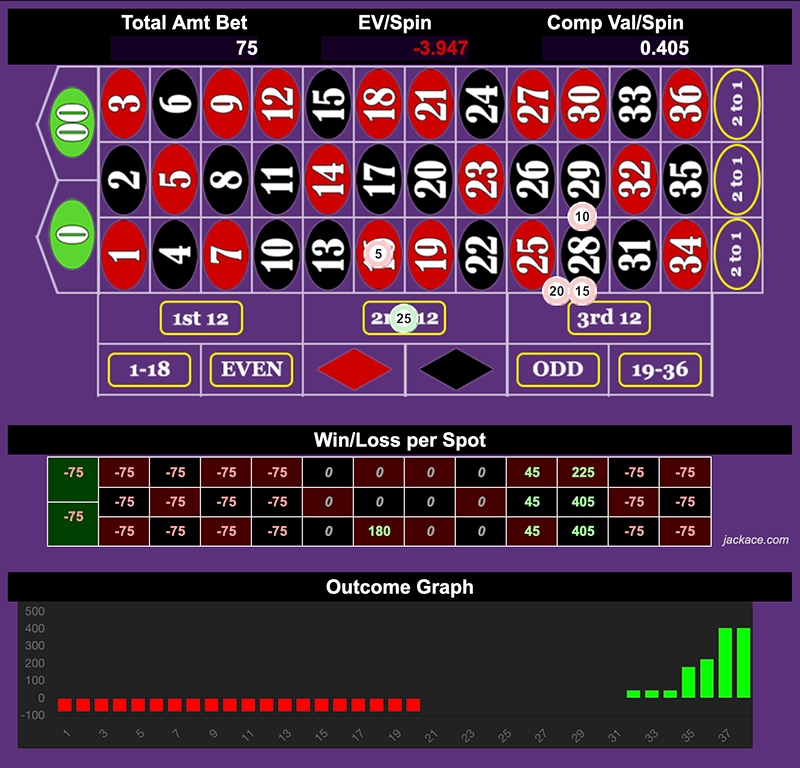 Total Amt Bet EV/Spin Comp Val/Spin
75 -3.947 0.405
00 3 6 9 12 15 18 21 24 27 30 33 36 2 to 1
2 5 8 11 14 17 20 23 26 29 32 35 2 to 1
10
0 1 4 7 10 13 5 19 22 25 28 31 34 2 to 1
20 15
1st 12 25 12 3rd 12
1-18 EVEN ODD 19-36
Win/Loss per Spot
-75 -75 -75 -75 -75 0 0 0 0 45 225 -75 -75
-75 -75 -75 -75 0 0 0 0 45 405 -75 -75
-75 -75 -75 -75 -75 0 180 0 0 45 405 -75 -75
jackace.com
Outcome Graph
500
400
300
200
100
0
-100
1 3 5 7 9 11 13 15 17 19 21 23 25 27 29 31 33 35 37